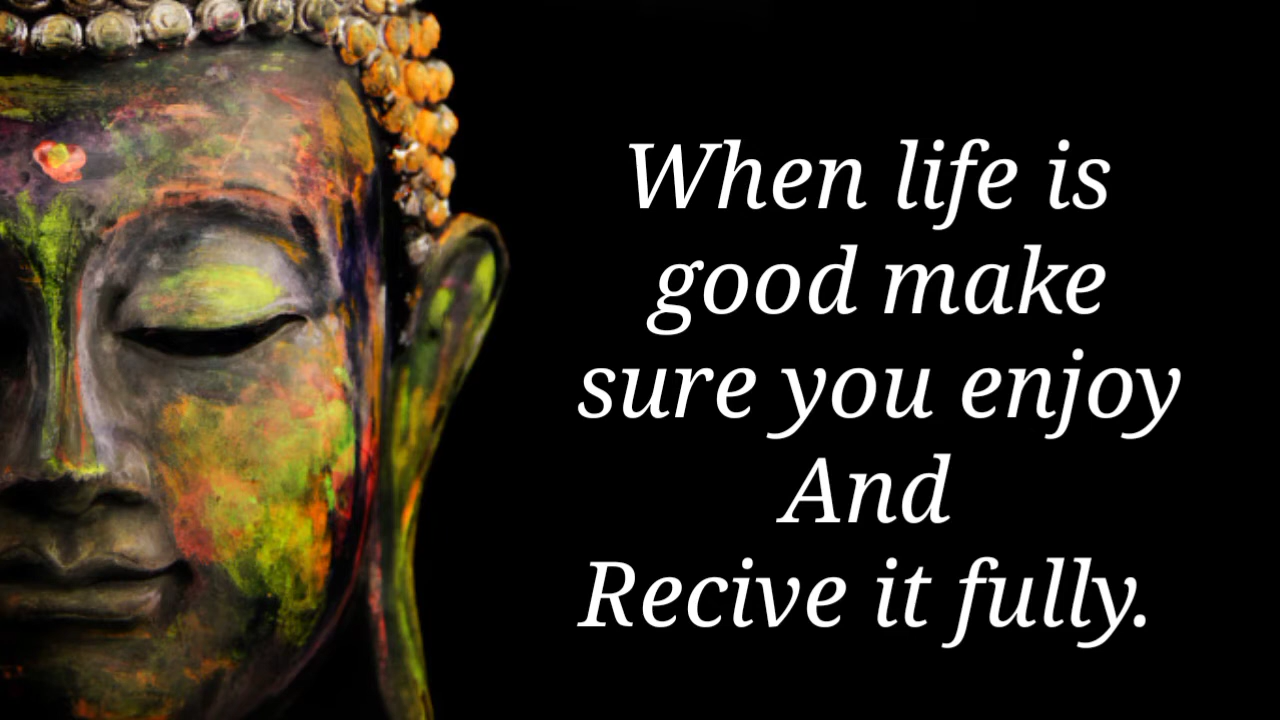 When life is
good make
sure you enjoy
And
Recive it fully.